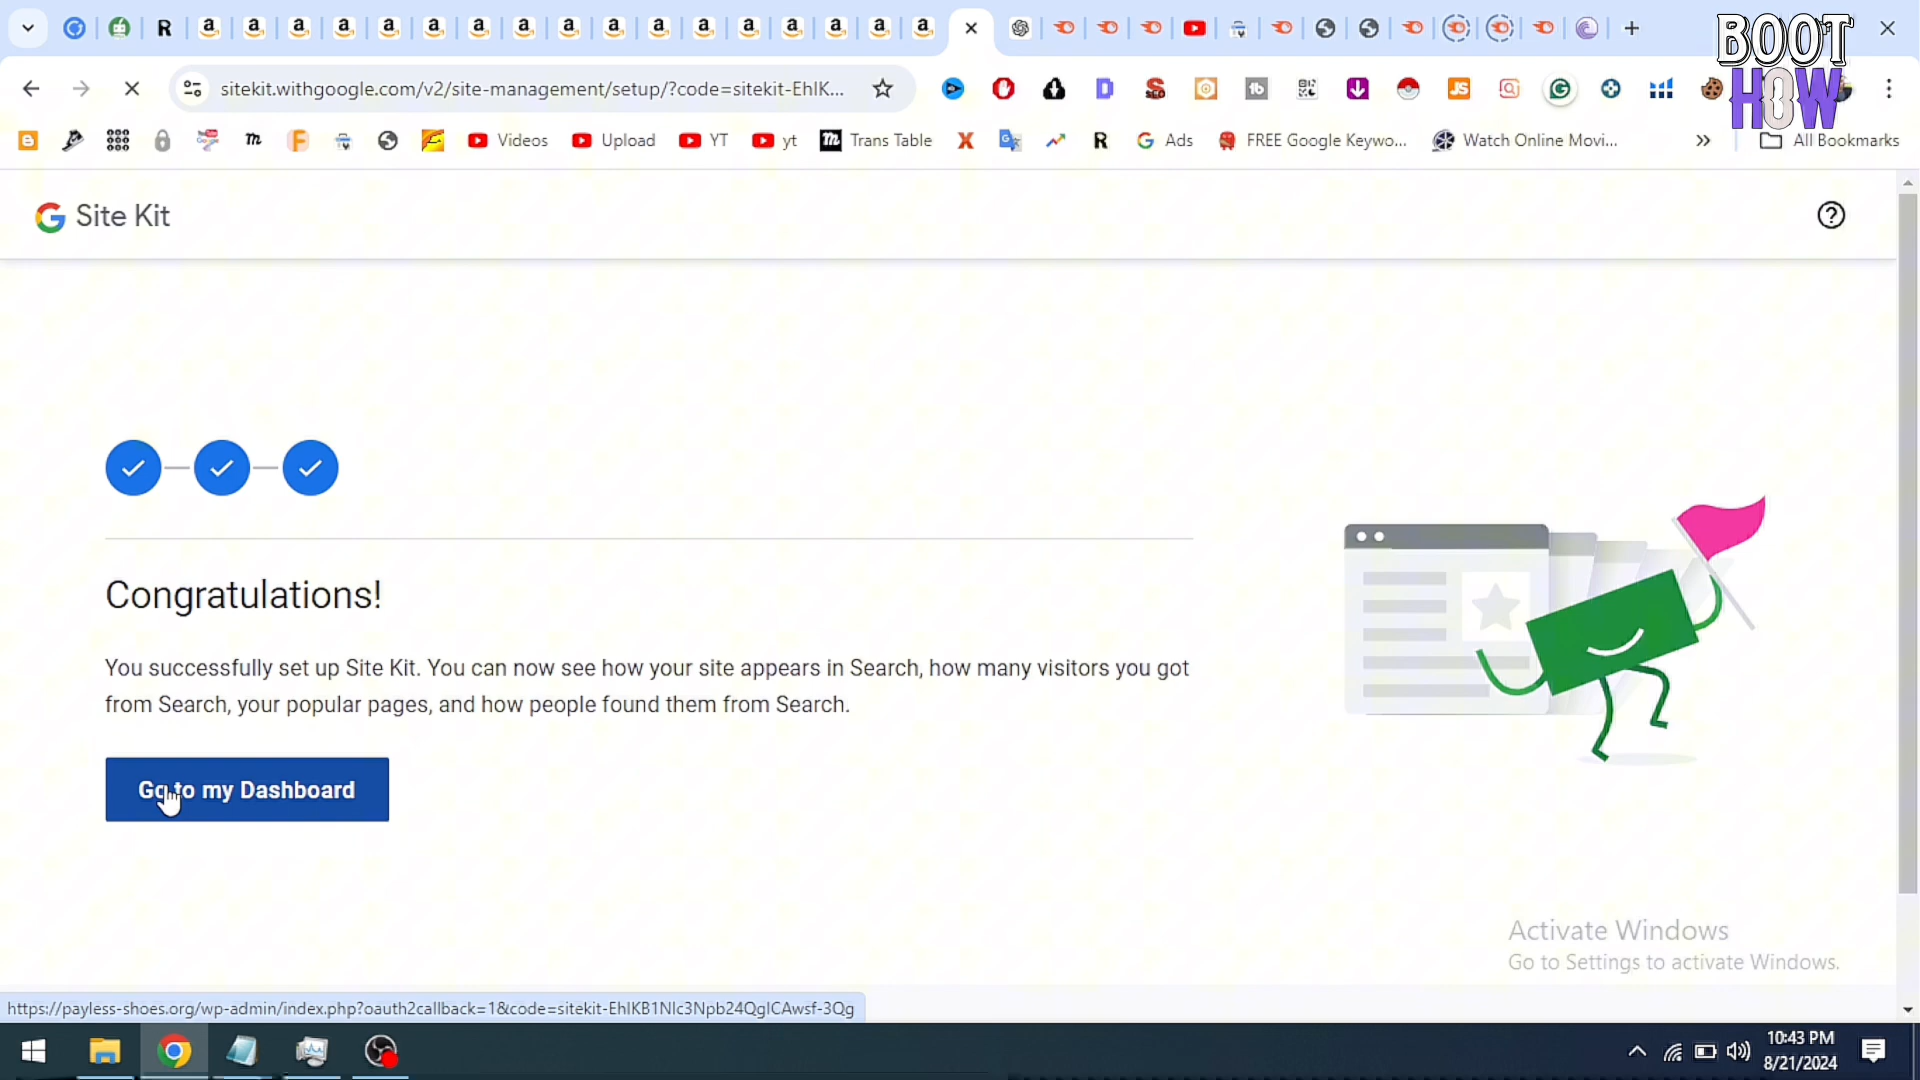 BOOT
HOW
sitekit.withgoogle.com/v2/site-management/setup/?code=sitekit-EhIK...
Videos
Upload
YT
yt
Trans Table
Ads
FREE Google Keywo...
Watch Online Movi...
All Bookmarks
Site Kit
Congratulations!
You successfully set up Site Kit. You can now see how your site appears in Search, how many visitors you got
from Search, your popular pages, and how people found them from Search.
Go to my Dashboard
Activate Windows
Go to Settings to activate Windows.
https://payless-shoes.org/wp-admin/index.php?oauth2callback=1&code=sitekit-EhIKB1Nlc3Npb24QgICAwsf-3Qg
10:43 PM
8/21/2024